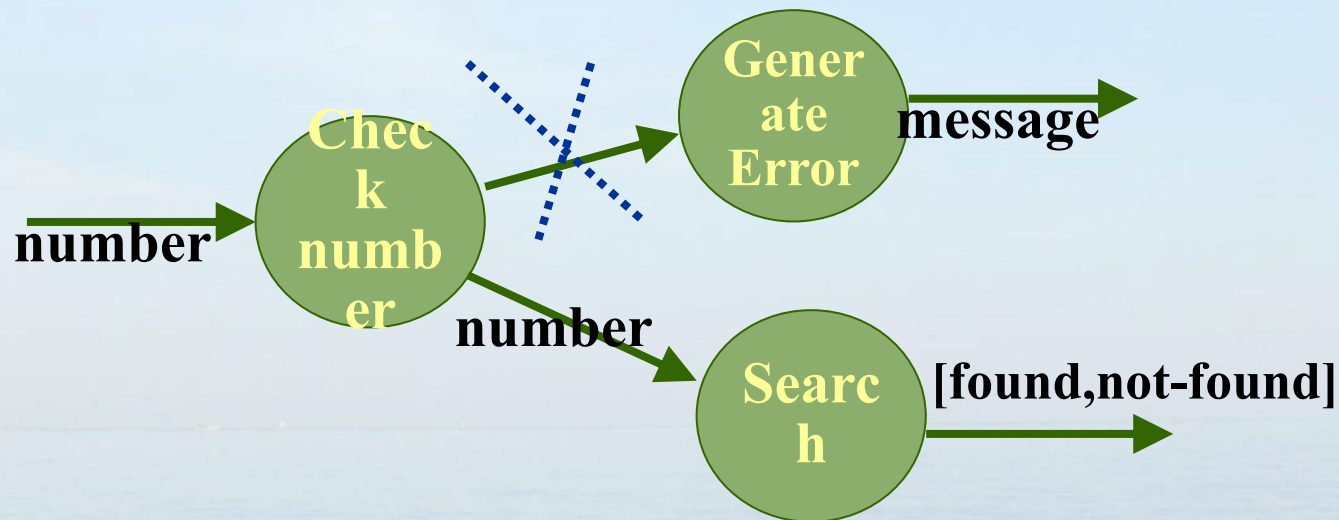 number
Chec
k
numb
er
Gener
ate
Error
message
number
Searc
h
[found,not-found]